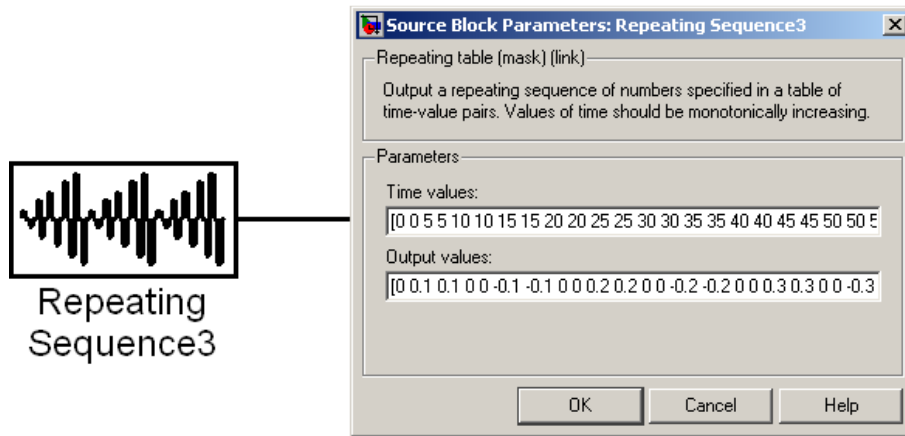 Source Block Parameters: Repeating Sequence3
Repeating table (mask) (link)
Output a repeating sequence of numbers specified in a table of
time-value pairs. Values of time should be monotonically increasing.
Parameters
Time values:
[0 0 5 5 10 10 15 15 20 20 25 25 30 30 35 35 40 40 45 45 50 50 5
Output values:
[0 0.1 0.1 0 0 -0.1 -0.1 0 0 0.2 0.2 0 0 -0.2 -0.2 0 0 0.3 0.3 0 0 -0.3
OK Cancel Help
Repeating
Sequence3